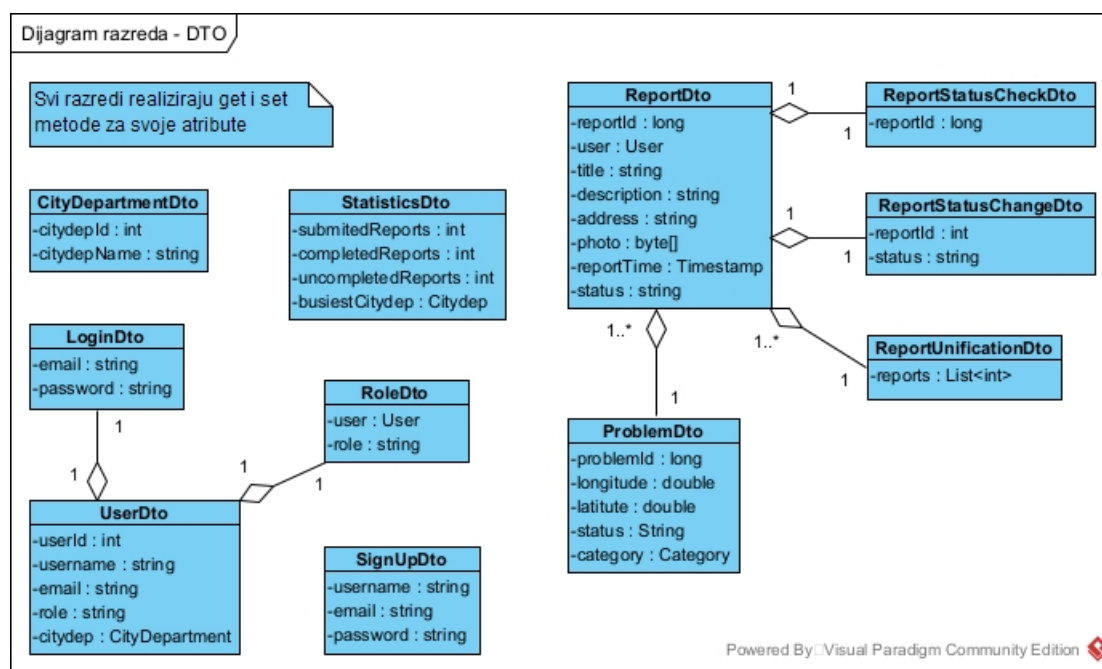 Dijagram razreda - DTO
Svi razredi realiziraju get i set
metode za svoje atribute
CityDepartmentDto
-citydepId : int
-citydepName : string
StatisticsDto
-submitedReports : int
-completedReports : int
-uncompletedReports : int
-busiestCitydep : Citydep
LoginDto
-email : string
-password : string
1
1
RoleDto
-user : User
-role : string
1
1
UserDto
-userId : int
-username : string
-email : string
-role : string
-citydep : CityDepartment
SignUpDto
-username : string
-email : string
-password : string
ReportDto
-reportId : long
-user : User
-title : string
-description : string
-address : string
-photo : byte[]
-reportTime : Timestamp
-status : string
1
1
ReportStatusCheckDto
-reportId : long
1
1
ReportStatusChangeDto
-reportId : int
-status : string
1..*
1
ReportUnificationDto
-reports : List<int>
1..*
1
ProblemDto
-problemId : long
-longitude : double
-latitute : double
-status : String
-category : Category
Powered By Visual Paradigm Community Edition